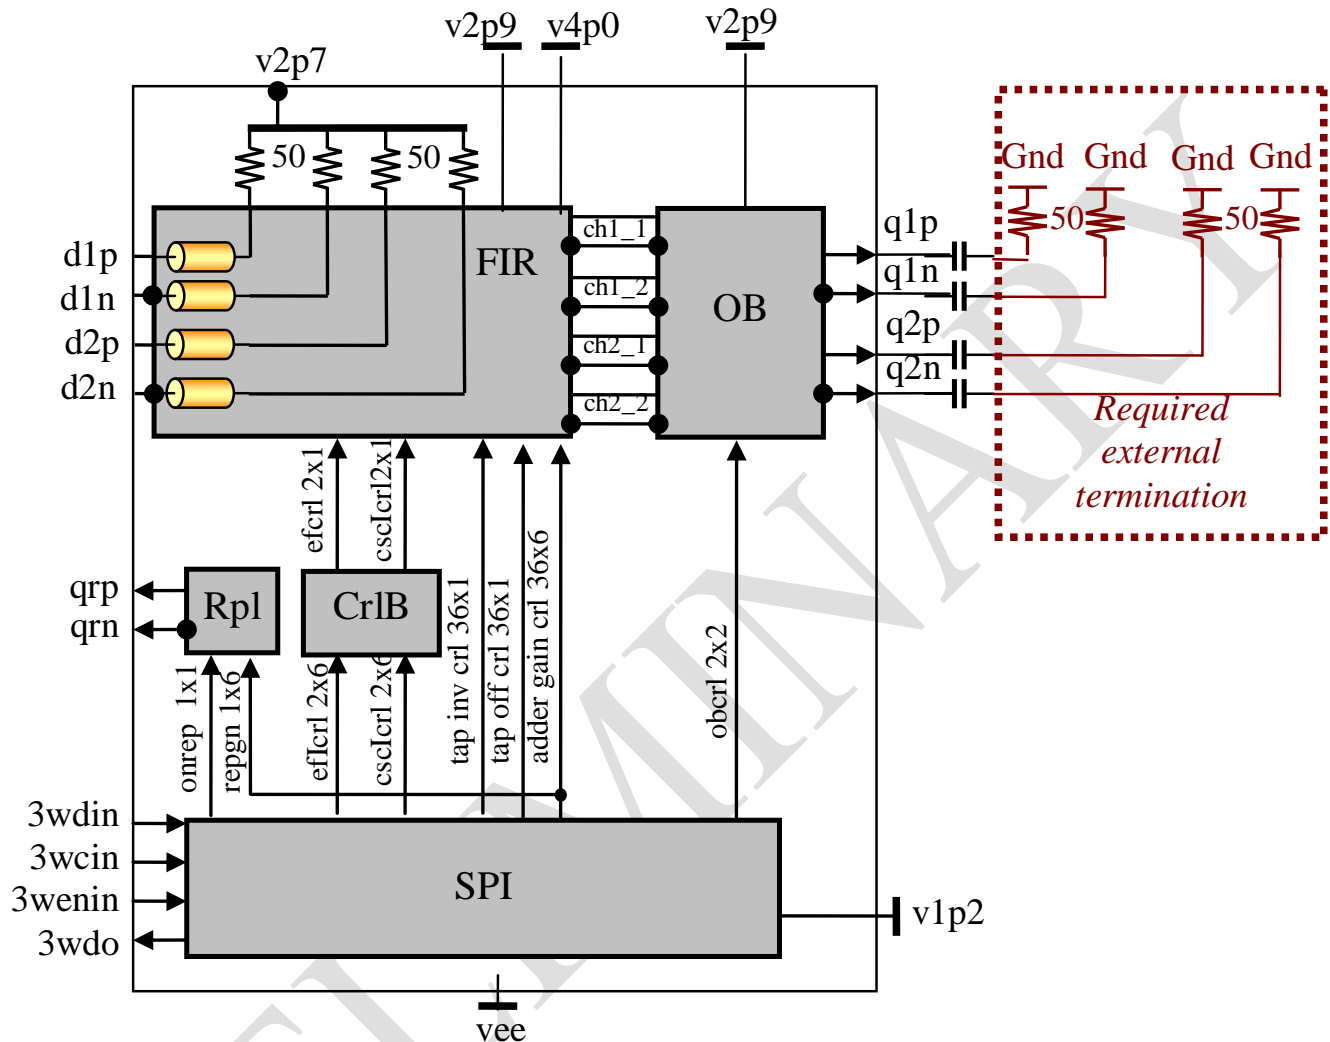 v2p9
v4p0
v2p9
v2p7
50
50
Gnd
Gnd
Gnd
Gnd
50
50
d1p
d1n
d2p
d2n
FIR
ch1_1
ch1_2
ch2_1
ch2_2
OB
q1p
q1n
q2p
q2n
Required
external
termination
efcrl 2x1
cscIcrl2x1
tap inv crl 36x1
tap off crl 36x1
adder gain crl 36x6
qrp
qrn
Rpl
CrlB
onrep 1x1
repgn 1x6
efIcrl 2x6
cscIcrl 2x6
obcrl 2x2
3wdin
3wcin
3wenin
3wdo
SPI
v1p2
vee